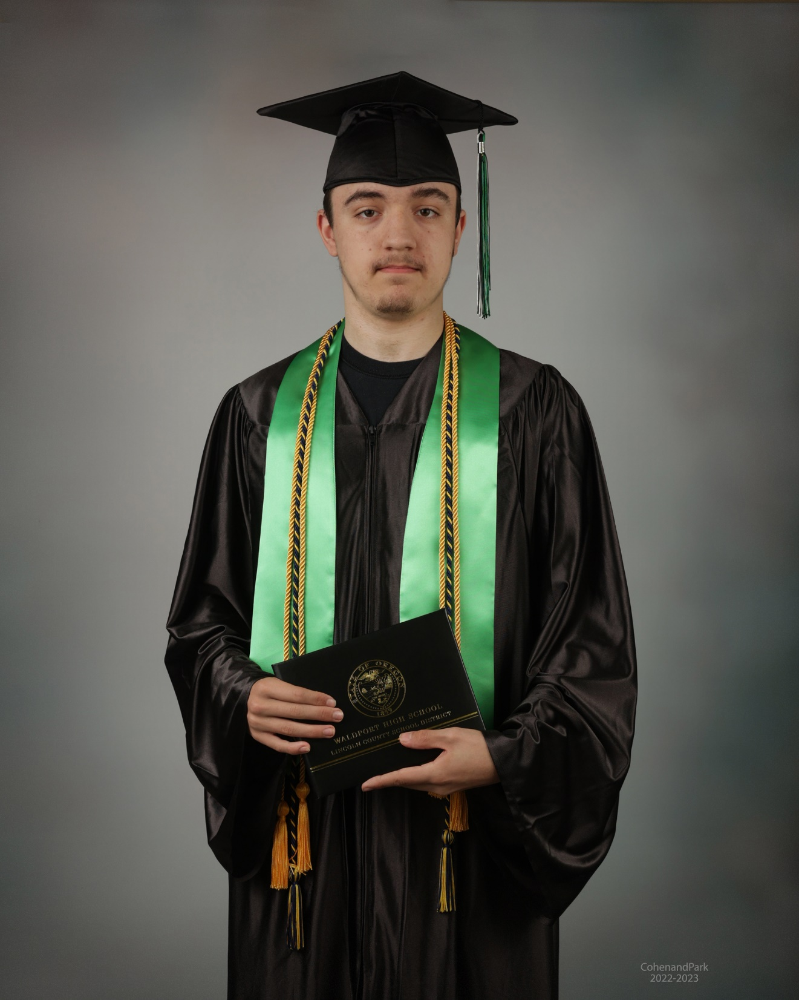 STATE OF OREGON
1859
WALDPORT HIGH SCHOOL
LINCOLN COUNTY SCHOOL DISTRICT
CohenandPark
2022-2023